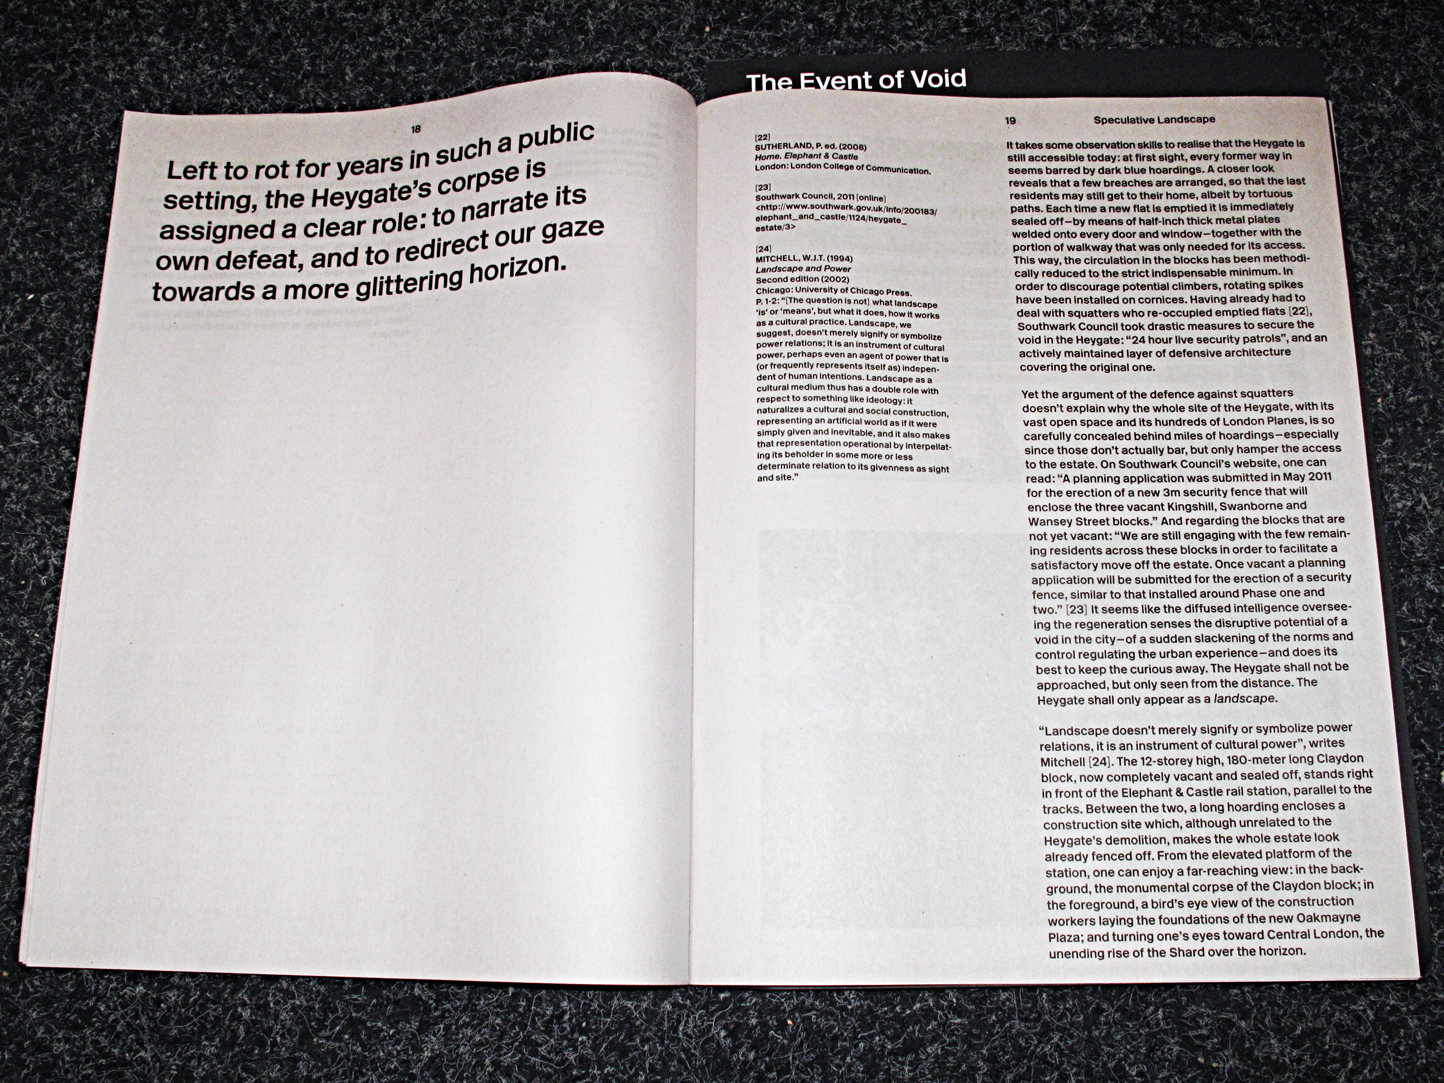 The Event of Void
18
Left to rot for years in such a public
setting, the Heygate's corpse is
assigned a clear role: to narrate its
own defeat, and to redirect our gaze
towards a more glittering horizon.
[22]
SUTHERLAND, P. ed. (2008)
Home. Elephant & Castle
London: London College of Communication.
[23]
Southwark Council, 2011 [online]
<http://www.southwark.gov.uk/info/200183/
elephant_and_castle/1124/heygate_
estate/3>
[24]
MITCHELL, W.I.T. (1994)
Landscape and Power
Second edition (2002)
Chicago: University of Chicago Press.
P. 1-2: “[The question is not] what landscape
‘is’ or ‘means’, but what it does, how it works
as a cultural practice. Landscape, we
suggest, doesn't merely signify or symbolize
power relations; it is an instrument of cultural
power, perhaps even an agent of power that is
(or frequently represents itself as) indepen-
dent of human intentions. Landscape as a
cultural medium thus has a double role with
respect to something like ideology: it
naturalizes a cultural and social construction,
representing an artificial world as if it were
simply given and inevitable, and it also makes
that representation operational by interpellat-
ing its beholder in some more or less
determinate relation to its givenness as sight
and site.”
19
Speculative Landscape
It takes some observation skills to realise that the Heygate is
still accessible today: at first sight, every former way in
seems barred by dark blue hoardings. A closer look
reveals that a few breaches are arranged, so that the last
residents may still get to their home, albeit by tortuous
paths. Each time a new flat is emptied it is immediately
sealed off—by means of half-inch thick metal plates
welded onto every door and window—together with the
portion of walkway that was only needed for its access.
This way, the circulation in the blocks has been methodi-
cally reduced to the strict indispensable minimum. In
order to discourage potential climbers, rotating spikes
have been installed on cornices. Having already had to
deal with squatters who re-occupied emptied flats [22],
Southwark Council took drastic measures to secure the
void in the Heygate: “24 hour live security patrols”, and an
actively maintained layer of defensive architecture
covering the original one.
Yet the argument of the defence against squatters
doesn't explain why the whole site of the Heygate, with its
vast open space and its hundreds of London Planes, is so
carefully concealed behind miles of hoardings—especially
since those don't actually bar, but only hamper the access
to the estate. On Southwark Council's website, one can
read: “A planning application was submitted in May 2011
for the erection of a new 3m security fence that will
enclose the three vacant Kingshill, Swanborne and
Wansey Street blocks.” And regarding the blocks that are
not yet vacant: “We are still engaging with the few remain-
ing residents across these blocks in order to facilitate a
satisfactory move off the estate. Once vacant a planning
application will be submitted for the erection of a security
fence, similar to that installed around Phase one and
two.” [23] It seems like the diffused intelligence oversee-
ing the regeneration senses the disruptive potential of a
void in the city—of a sudden slackening of the norms and
control regulating the urban experience—and does its
best to keep the curious away. The Heygate shall not be
approached, but only seen from the distance. The
Heygate shall only appear as a landscape.
“Landscape doesn't merely signify or symbolize power
relations, it is an instrument of cultural power”, writes
Mitchell [24]. The 12-storey high, 180-meter long Claydon
block, now completely vacant and sealed off, stands right
in front of the Elephant & Castle rail station, parallel to the
tracks. Between the two, a long hoarding encloses a
construction site which, although unrelated to the
Heygate's demolition, makes the whole estate look
already fenced off. From the elevated platform of the
station, one can enjoy a far-reaching view: in the back-
ground, the monumental corpse of the Claydon block; in
the foreground, a bird's eye view of the construction
workers laying the foundations of the new Oakmayne
Plaza; and turning one's eyes toward Central London, the
unending rise of the Shard over the horizon.